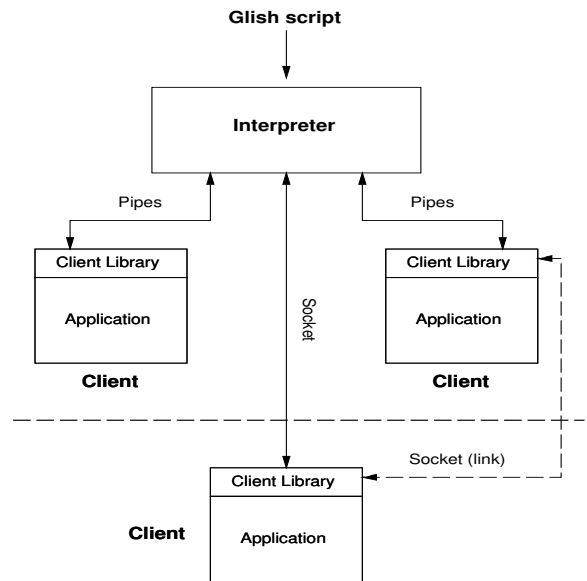 Glish script
Interpreter
Pipes
Pipes
Client Library
Application
Client
Socket
Client Library
Application
Client
Socket (link)
Client Library
Client
Application